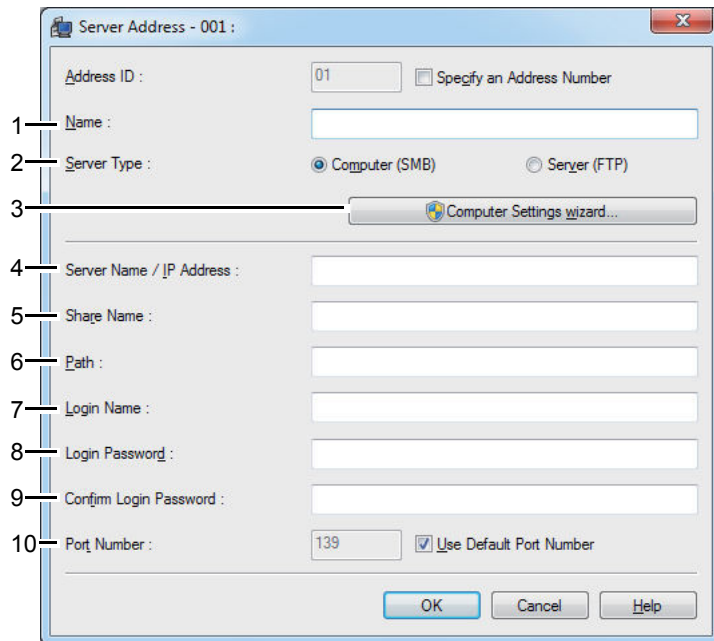 Server Address - 001 :
Address ID : 01 Specify an Address Number
1 Name :
2 Server Type : Computer (SMB) Server (FTP)
3 Computer Settings wizard...
4 Server Name / IP Address :
5 Share Name :
6 Path :
7 Login Name :
8 Login Password :
9 Confirm Login Password :
10 Port Number : 139 Use Default Port Number
OK Cancel Help